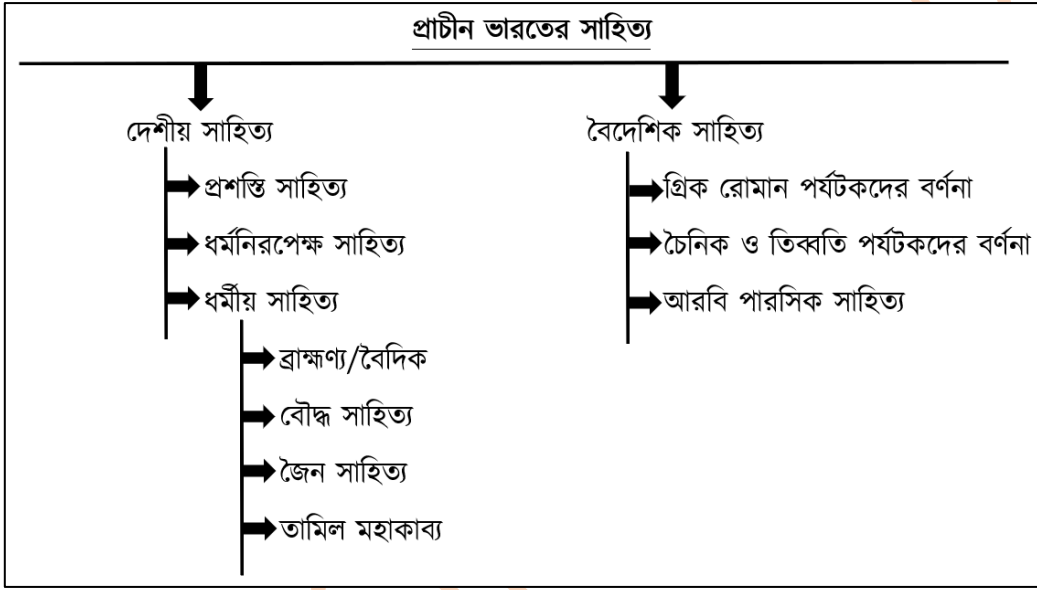 প্রাচীন ভারতের সাহিত্য
দেশীয় সাহিত্য
প্রশস্তি সাহিত্য
ধর্মনিরপেক্ষ সাহিত্য
ধর্মীয় সাহিত্য
ব্রাহ্মণ্য/বৈদিক
বৌদ্ধ সাহিত্য
জৈন সাহিত্য
তামিল মহাকাব্য
বৈদেশিক সাহিত্য
গ্রিক রোমান পর্যটকদের বর্ণনা
চৈনিক ও তিব্বতি পর্যটকদের বর্ণনা
আরবি পারসিক সাহিত্য